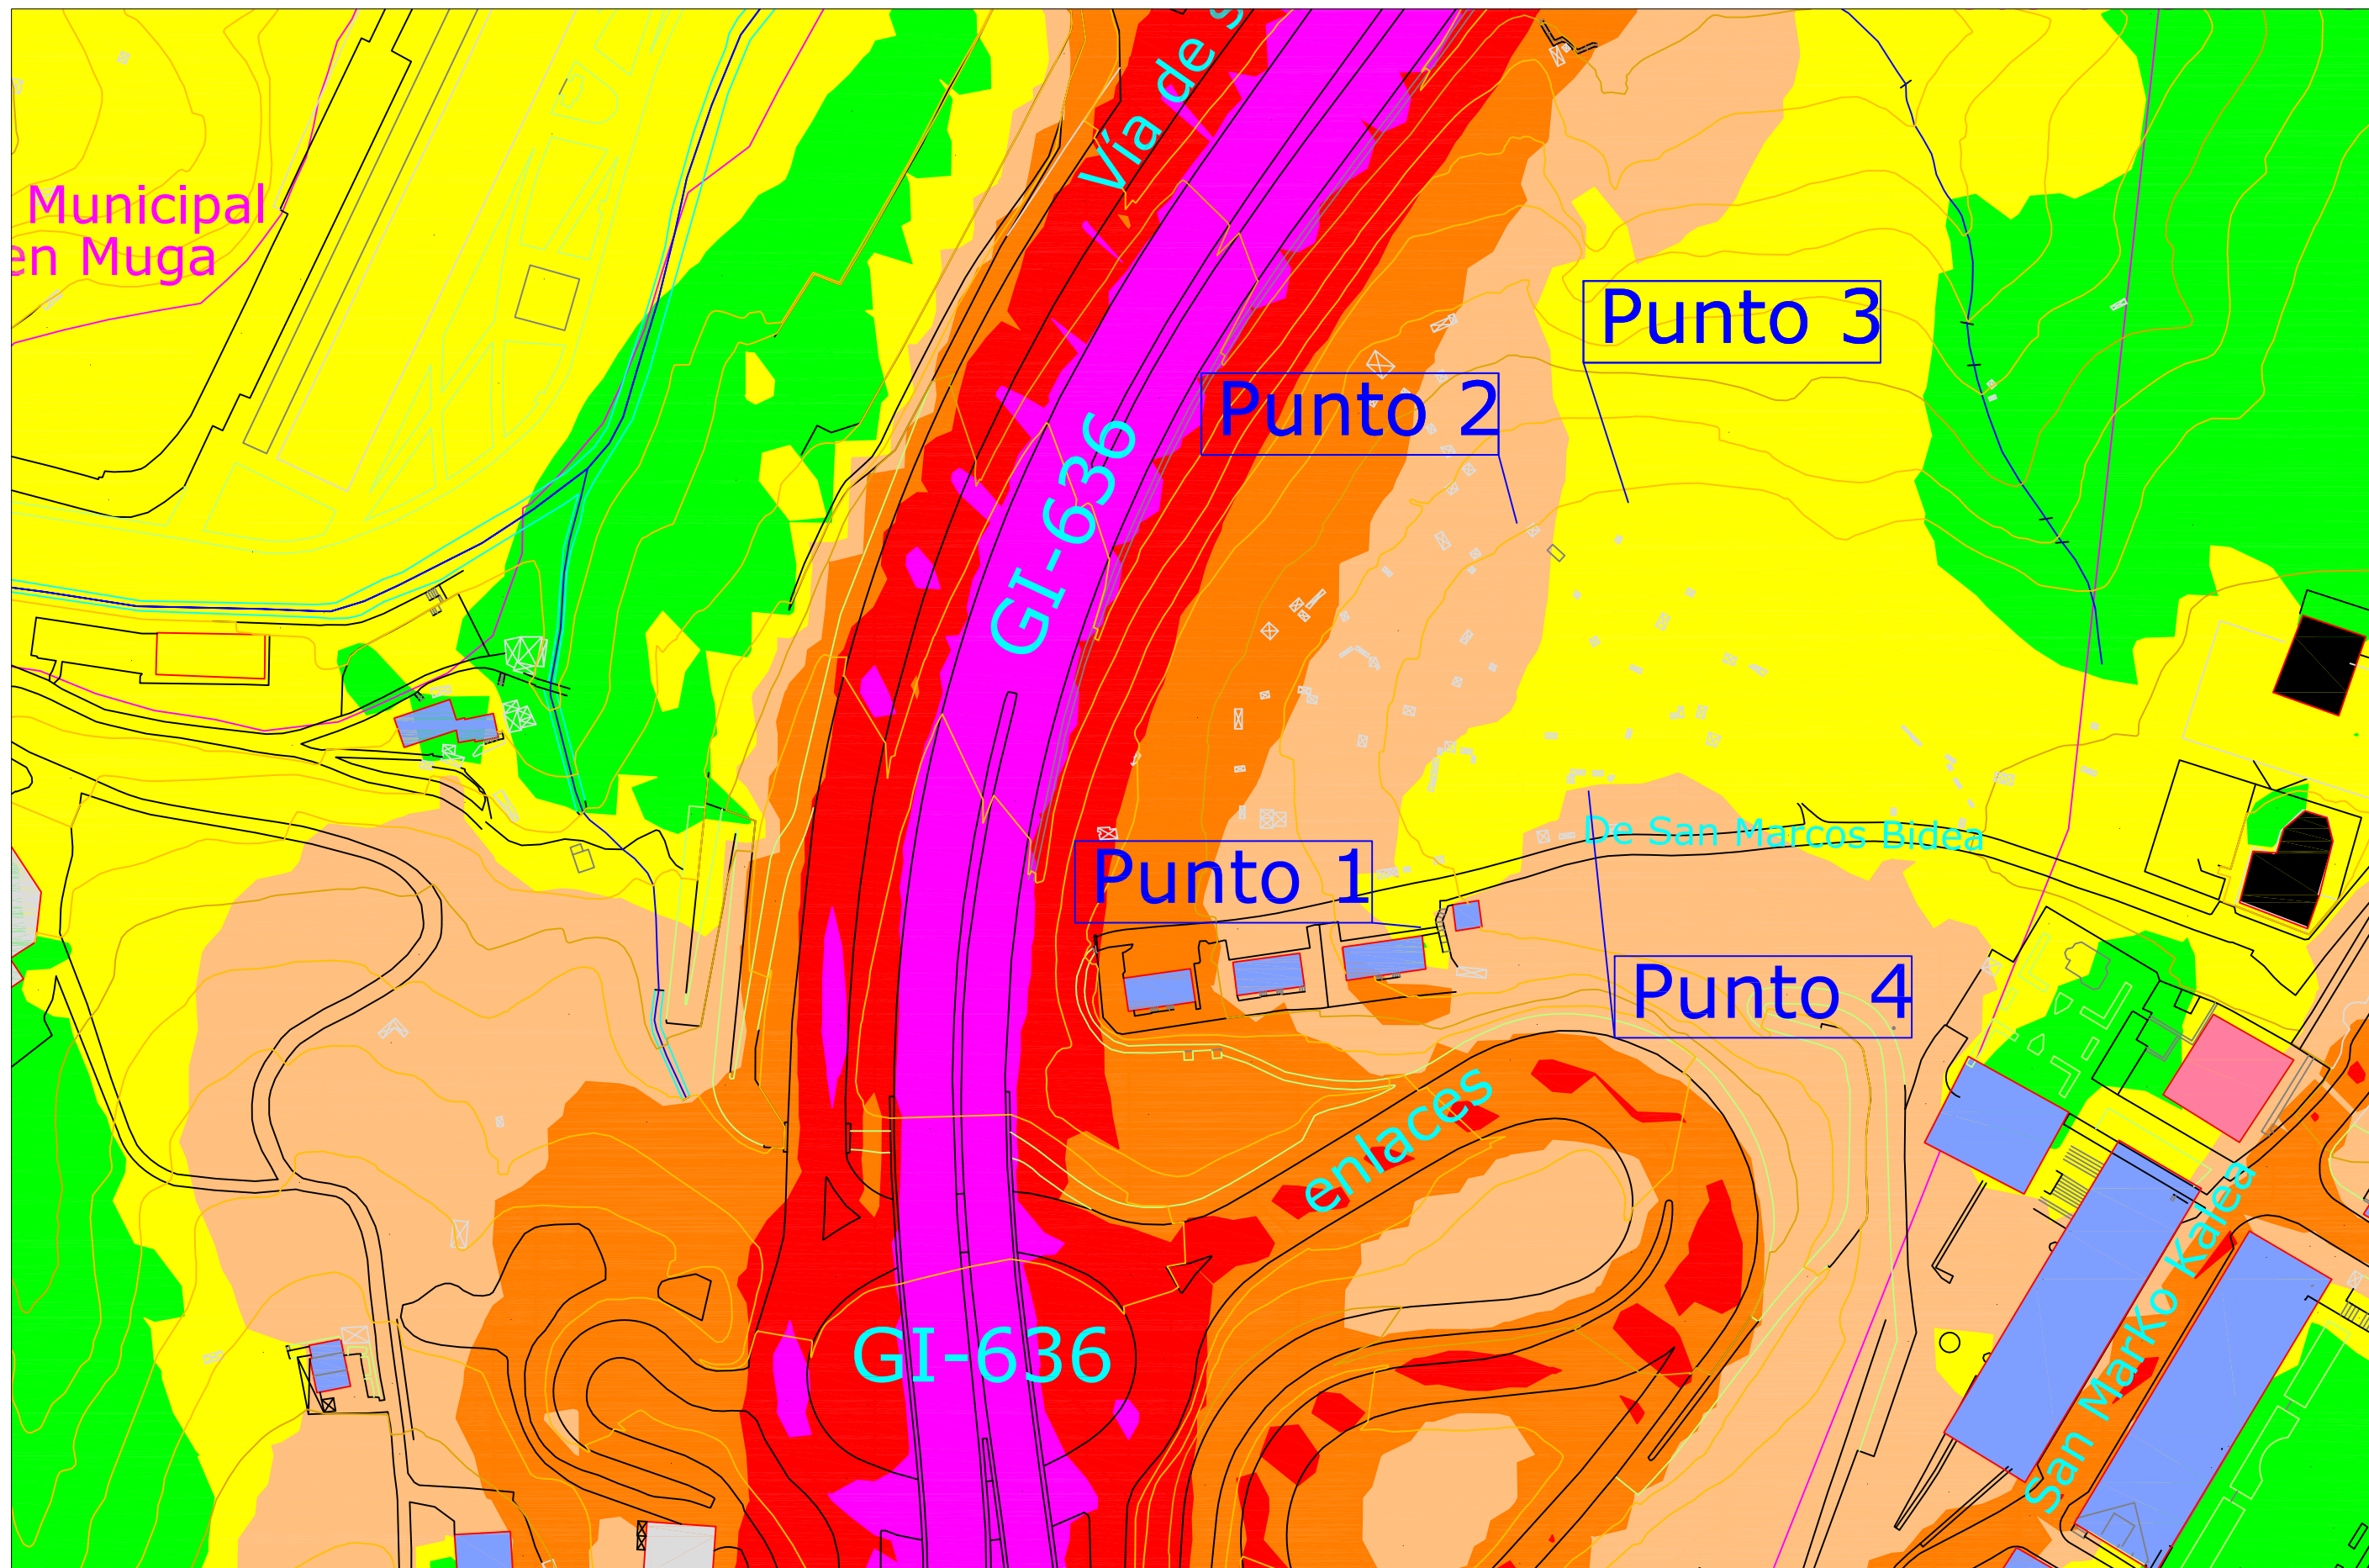 Vía de s
Municipal
en Muga
Punto 3
Punto 2
GI-636
De San Marcos Bidea
Punto 1
Punto 4
enlaces
GI-636
San Marko Kalea